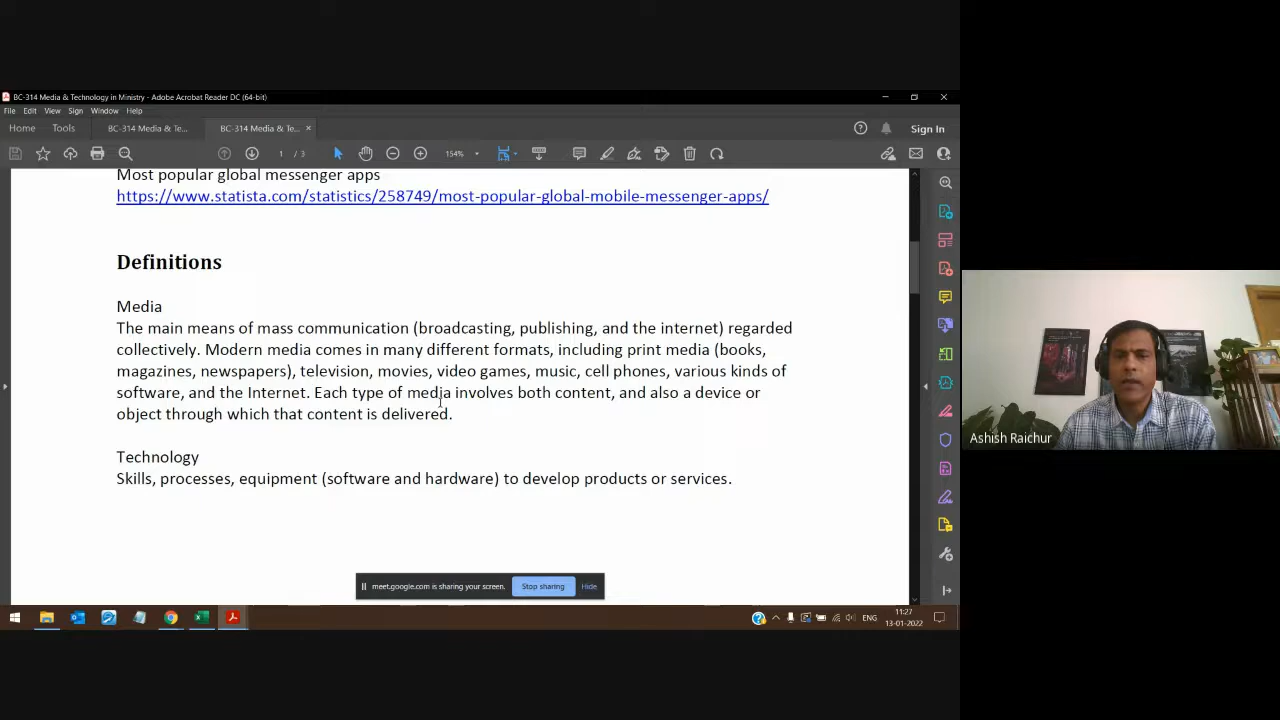 BC-314 Media & Technology in Ministry - Adobe Acrobat Reader DC (64-bit)
File Edit View Sign Window Help
Home Tools BC-314 Media & Te... BC-314 Media & Te... × Sign In
1 / 3 154%
Most popular global messenger apps
https://www.statista.com/statistics/258749/most-popular-global-mobile-messenger-apps/
Definitions
Media
The main means of mass communication (broadcasting, publishing, and the internet) regarded
collectively. Modern media comes in many different formats, including print media (books,
magazines, newspapers), television, movies, video games, music, cell phones, various kinds of
software, and the Internet. Each type of media involves both content, and also a device or
object through which that content is delivered.
Technology
Skills, processes, equipment (software and hardware) to develop products or services.
meet.google.com is sharing your screen. Stop sharing Hide
ENG 11:27
13-01-2022
Ashish Raichur